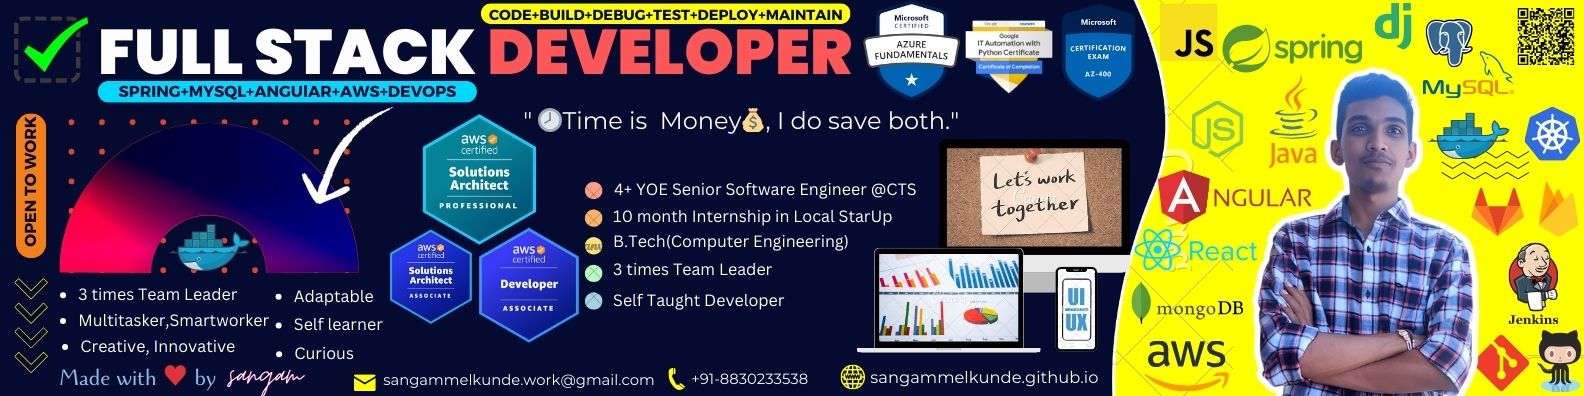 CODE+BUILD+DEBUG+TEST+DEPLOY+MAINTAIN
FULL STACK DEVELOPER
SPRING+MYSQL+ANGUIAR+AWS+DEVOPS
OPEN TO WORK
Microsoft
CERTIFIED
AZURE
FUNDAMENTALS
Google
IT Automation with
Python Certificate
Certificate of Completion
Microsoft
CERTIFICATION
EXAM
AZ-400
" Time is Money, I do save both."
aws
certified
Solutions
Architect
PROFESSIONAL
aws
certified
Solutions
Architect
ASSOCIATE
aws
certified
Developer
ASSOCIATE
4+ YOE Senior Software Engineer @CTS
10 month Internship in Local StarUp
B.Tech(Computer Engineering)
3 times Team Leader
Self Taught Developer
Let's work
together
UI
UX
3 times Team Leader
Multitasker,Smartworker
Creative, Innovative
Adaptable
Self learner
Curious
Made with by sangam
sangammelkunde.work@gmail.com
+91-8830233538
sangammelkunde.github.io
JS
spring
dj
MySQL
JS
Java
ANGULAR
React
mongoDB
aws
Jenkins